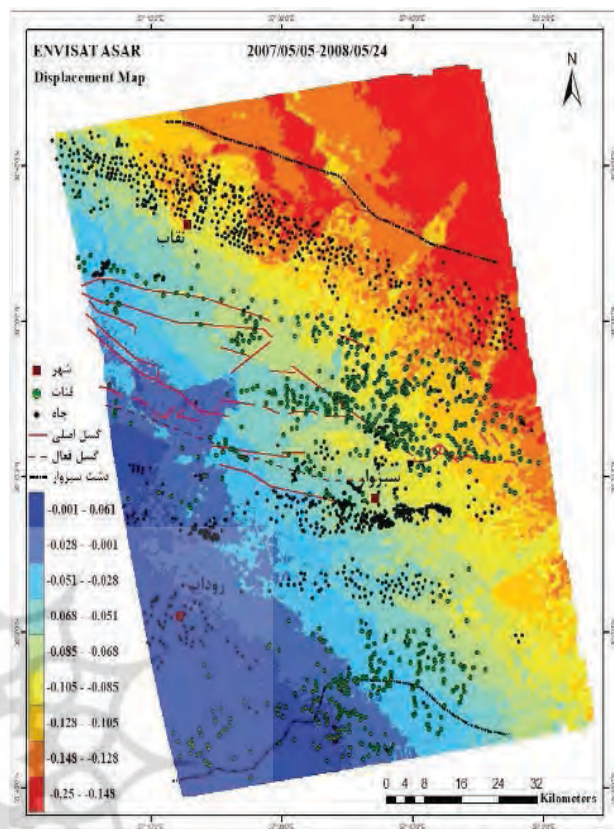 ENVISAT ASAR 2007/05/05-2008/05/24
Displacement Map
N
نقاب
سبزوار
روداب
شهر
قنات
چاه
گسل اصلی
گسل فعال
دشت سبزوار
-0.001 - 0.061
-0.028 - -0.001
-0.051 - -0.028
-0.068 - -0.051
-0.085 - -0.068
-0.105 - -0.085
-0.128 - -0.105
-0.148 - -0.128
-0.25 - -0.148
0 4 8 16 24 32
Kilometers